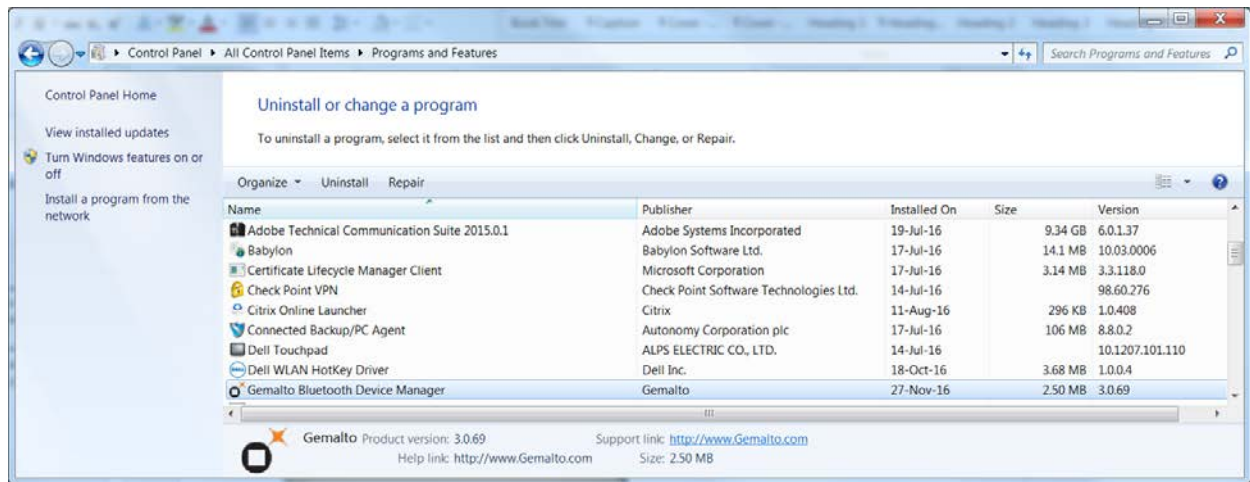 Control Panel ▸ All Control Panel Items ▸ Programs and Features
Search Programs and Features
Control Panel Home
View installed updates
Turn Windows features on or
off
Install a program from the
network
Uninstall or change a program
To uninstall a program, select it from the list and then click Uninstall, Change, or Repair.
Organize Uninstall Repair
Name Publisher Installed On Size Version
Adobe Technical Communication Suite 2015.0.1 Adobe Systems Incorporated 19-Jul-16 9.34 GB 6.0.1.37
Babylon Babylon Software Ltd. 17-Jul-16 14.1 MB 10.03.0006
Certificate Lifecycle Manager Client Microsoft Corporation 17-Jul-16 3.14 MB 3.3.118.0
Check Point VPN Check Point Software Technologies Ltd. 14-Jul-16 98.60.276
Citrix Online Launcher Citrix 11-Aug-16 296 KB 1.0.408
Connected Backup/PC Agent Autonomy Corporation plc 17-Jul-16 106 MB 8.8.0.2
Dell Touchpad ALPS ELECTRIC CO., LTD. 14-Jul-16 10.1207.101.110
Dell WLAN HotKey Driver Dell Inc. 18-Oct-16 3.68 MB 1.0.0.4
Gemalto Bluetooth Device Manager Gemalto 27-Nov-16 2.50 MB 3.0.69
Gemalto Product version: 3.0.69 Support link: http://www.Gemalto.com
Help link: http://www.Gemalto.com Size: 2.50 MB